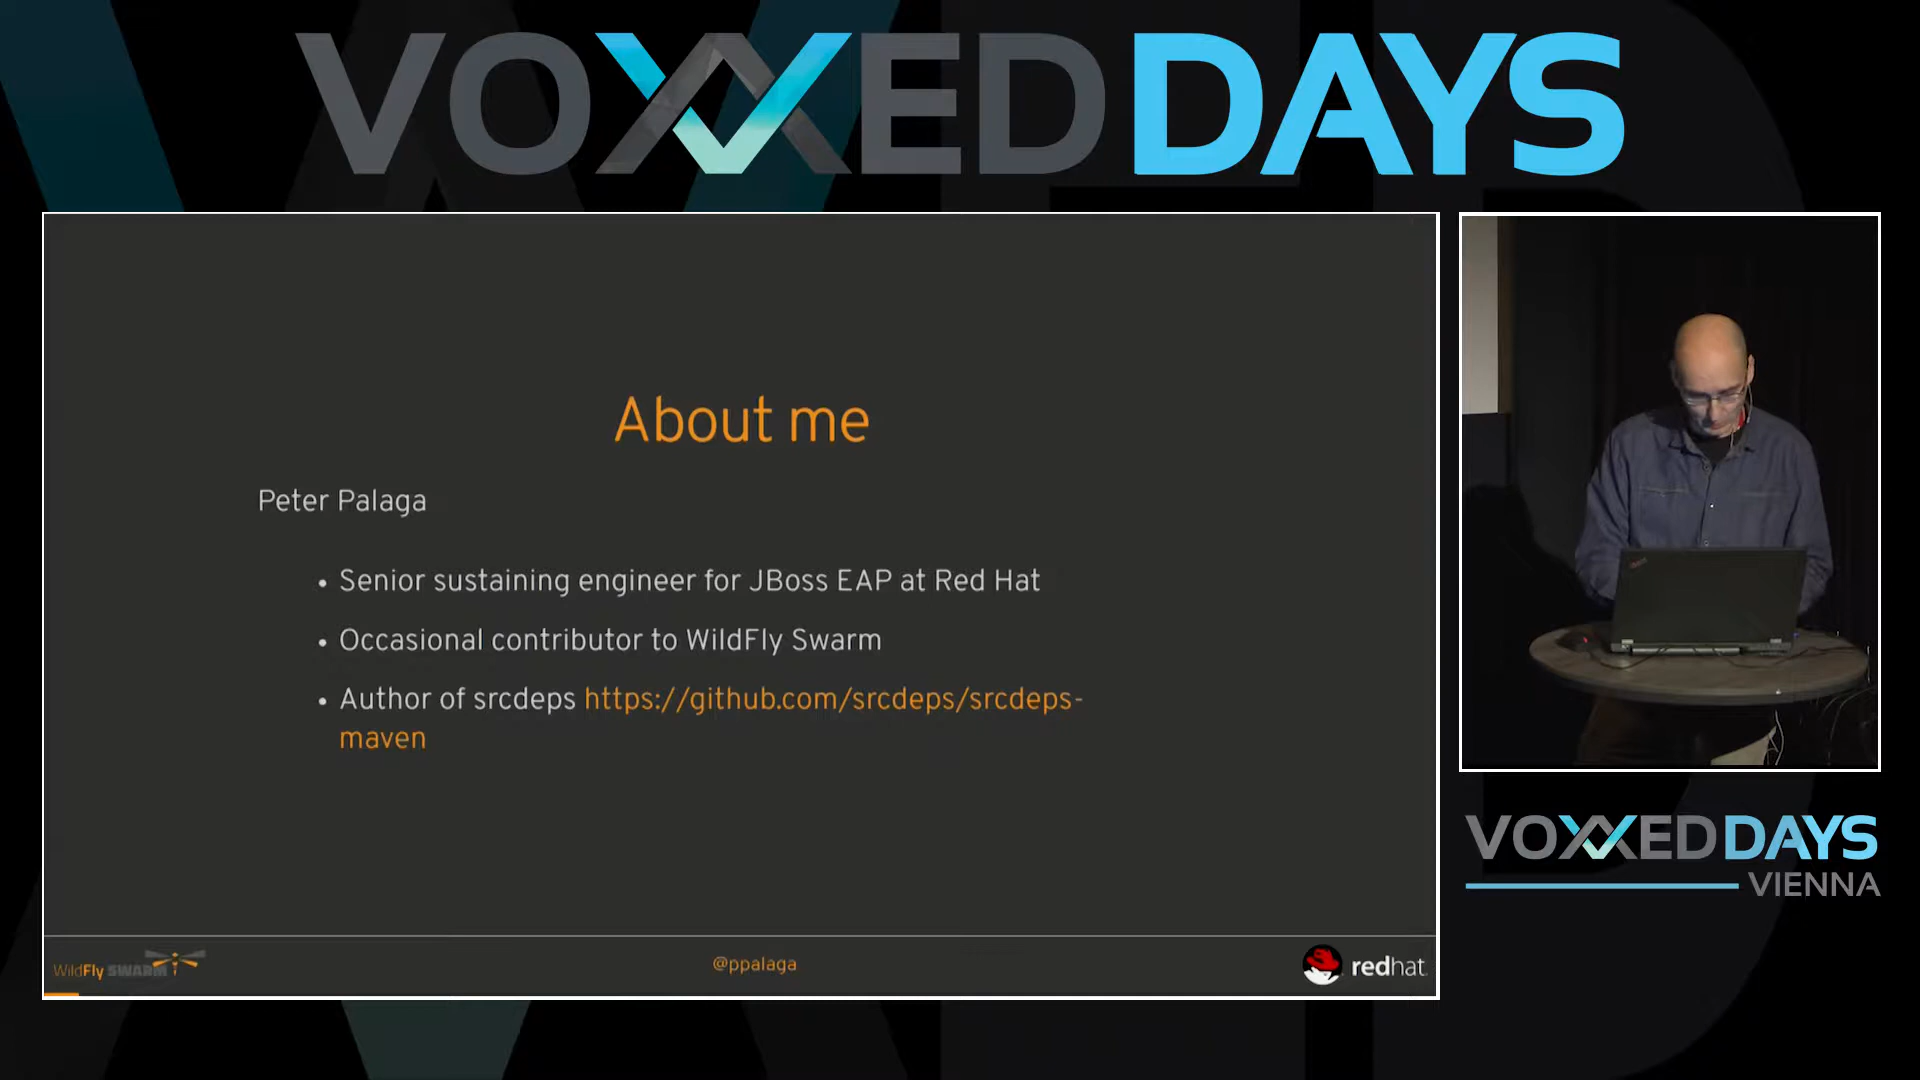 VOXXED DAYS
About me
Peter Palaga
• Senior sustaining engineer for JBoss EAP at Red Hat
• Occasional contributor to WildFly Swarm
• Author of srcdeps https://github.com/srcdeps/srcdeps-
maven
WildFly SWARM
@ppalaga
redhat.
VOXXED DAYS
VIENNA